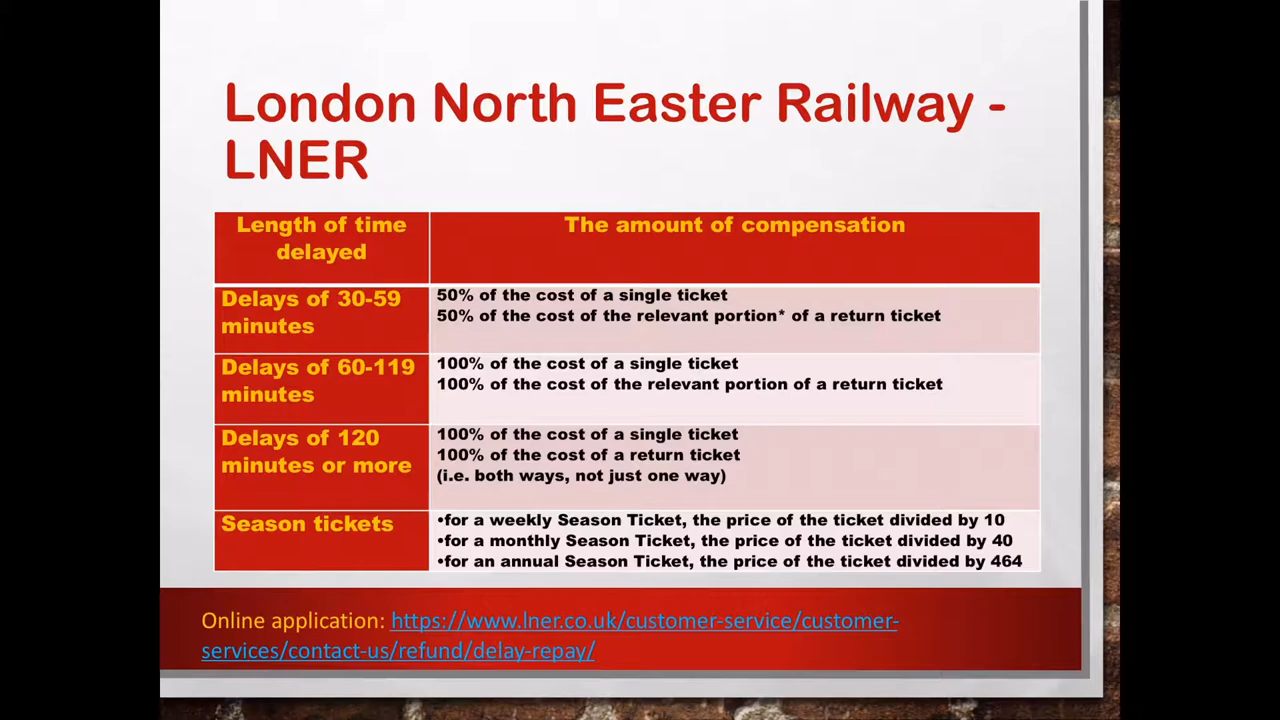 London North Easter Railway -
LNER
Length of time
delayed
The amount of compensation
Delays of 30-59
minutes
50% of the cost of a single ticket
50% of the cost of the relevant portion* of a return ticket
Delays of 60-119
minutes
100% of the cost of a single ticket
100% of the cost of the relevant portion of a return ticket
Delays of 120
minutes or more
100% of the cost of a single ticket
100% of the cost of a return ticket
(i.e. both ways, not just one way)
Season tickets
•for a weekly Season Ticket, the price of the ticket divided by 10
•for a monthly Season Ticket, the price of the ticket divided by 40
•for an annual Season Ticket, the price of the ticket divided by 464
Online application: https://www.lner.co.uk/customer-service/customer-
services/contact-us/refund/delay-repay/